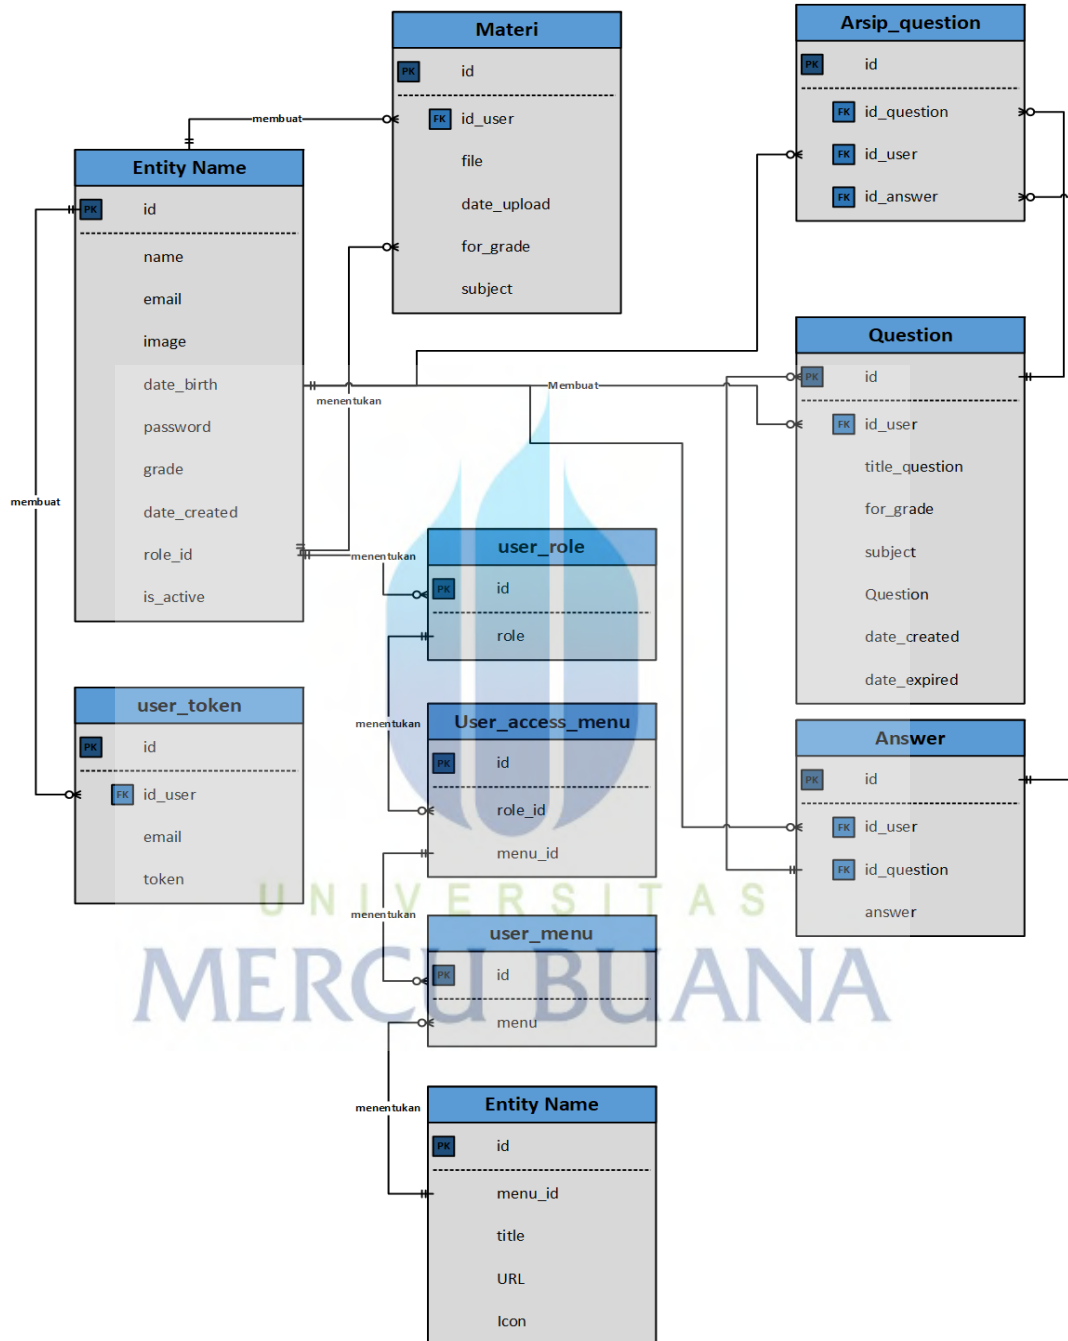 Materi
PK id
FK id_user
file
date_upload
for_grade
subject
Arsip_question
PK id
FK id_question
FK id_user
FK id_answer
membuat
Entity Name
PK id
name
email
image
date_birth
password
grade
date_created
role_id
is_active
menentukan
Membuat
Question
PK id
FK id_user
title_question
for_grade
subject
Question
date_created
date_expired
membuat
menentukan
user_role
PK id
role
user_token
PK id
FK id_user
email
token
menentukan
User_access_menu
PK id
role_id
menu_id
Answer
PK id
FK id_user
FK id_question
answer
UNIVERSITAS
MERCU BUANA
menentukan
user_menu
PK id
menu
menentukan
Entity Name
PK id
menu_id
title
URL
Icon